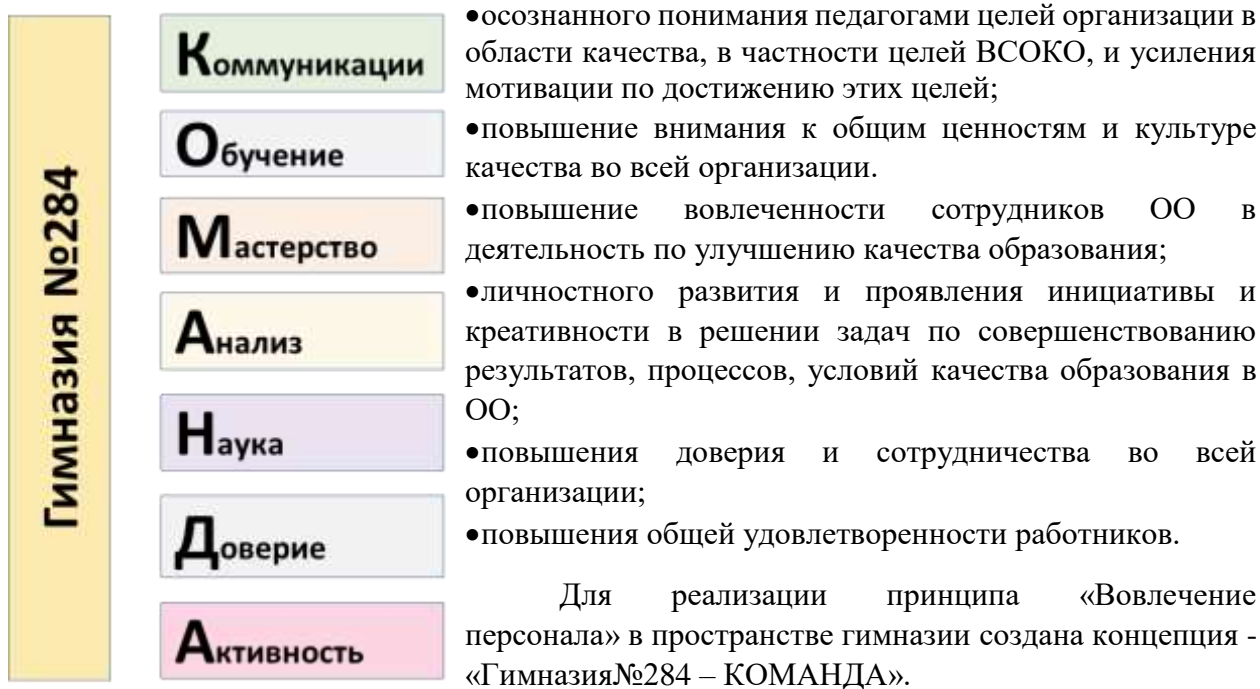 Гимназия №284
Коммуникации
Обучение
Мастерство
Анализ
Наука
Доверие
Активность
•осознанного понимания педагогами целей организации в
области качества, в частности целей ВСОКО, и усиления
мотивации по достижению этих целей;
•повышение внимания к общим ценностям и культуре
качества во всей организации.
•повышение вовлеченности сотрудников ОО в
деятельность по улучшению качества образования;
•личностного развития и проявления инициативы и
креативности в решении задач по совершенствованию
результатов, процессов, условий качества образования в
ОО;
•повышения доверия и сотрудничества во всей
организации;
•повышения общей удовлетворенности работников.
Для реализации принципа «Вовлечение
персонала» в пространстве гимназии создана концепция -
«Гимназия№284 – КОМАНДА».